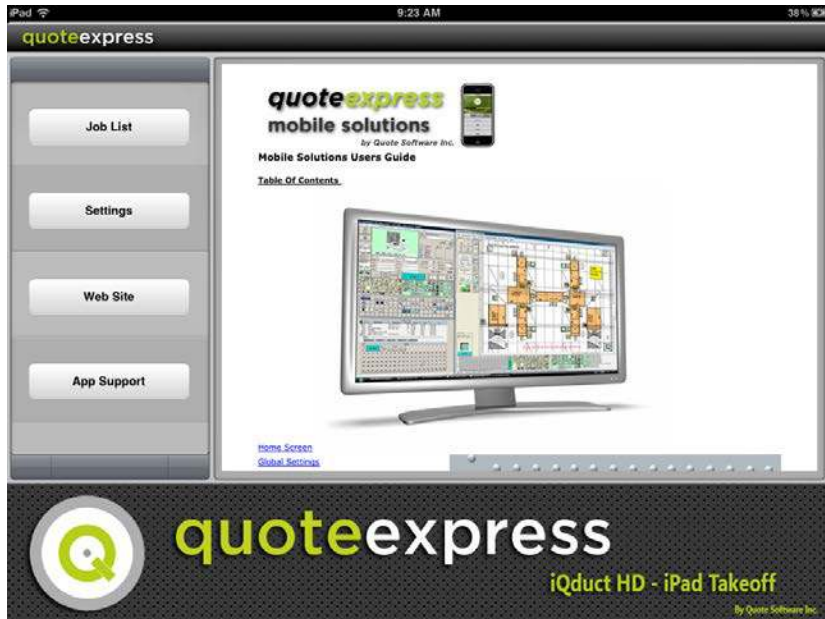 iPad 9:23 AM 38%
quoteexpress
Job List
Settings
Web Site
App Support
quoteexpress
mobile solutions
by Quote Software Inc.
Mobile Solutions Users Guide
Table Of Contents
Home Screen
Global Settings
quoteexpress
iQduct HD - iPad Takeoff
By Quote Software Inc.